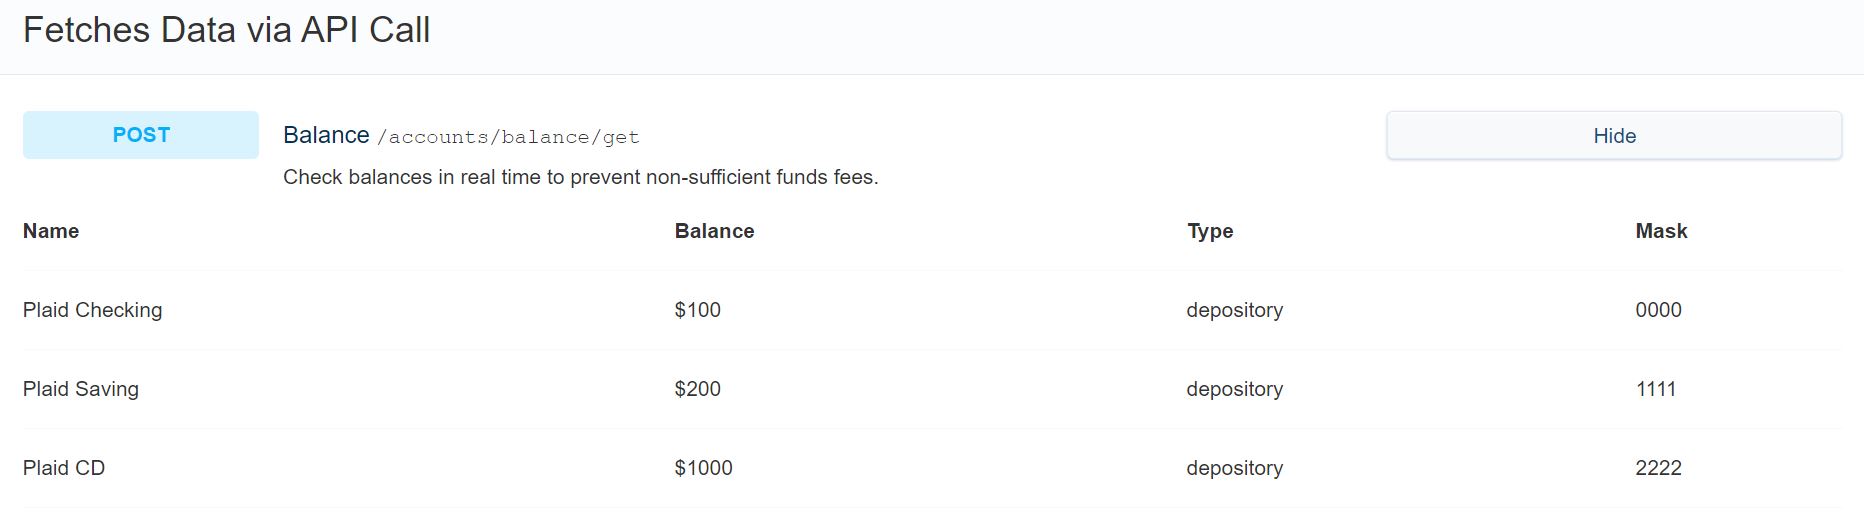 Fetches Data via API Call
POST Balance /accounts/balance/get Hide
Check balances in real time to prevent non-sufficient funds fees.
Name Balance Type Mask
Plaid Checking $100 depository 0000
Plaid Saving $200 depository 1111
Plaid CD $1000 depository 2222